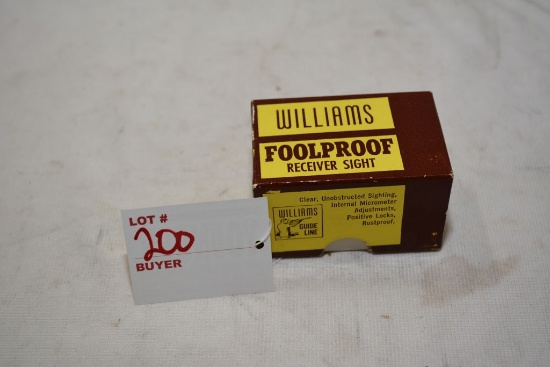 WILLIAMS
FOOLPROOF
RECEIVER SIGHT
Clear, Unobstructed Sighting,
Internal Micrometer
Adjustments,
Positive Locks,
Rustproof.
WILLIAMS
GUIDE
LINE
LOT #
200
BUYER